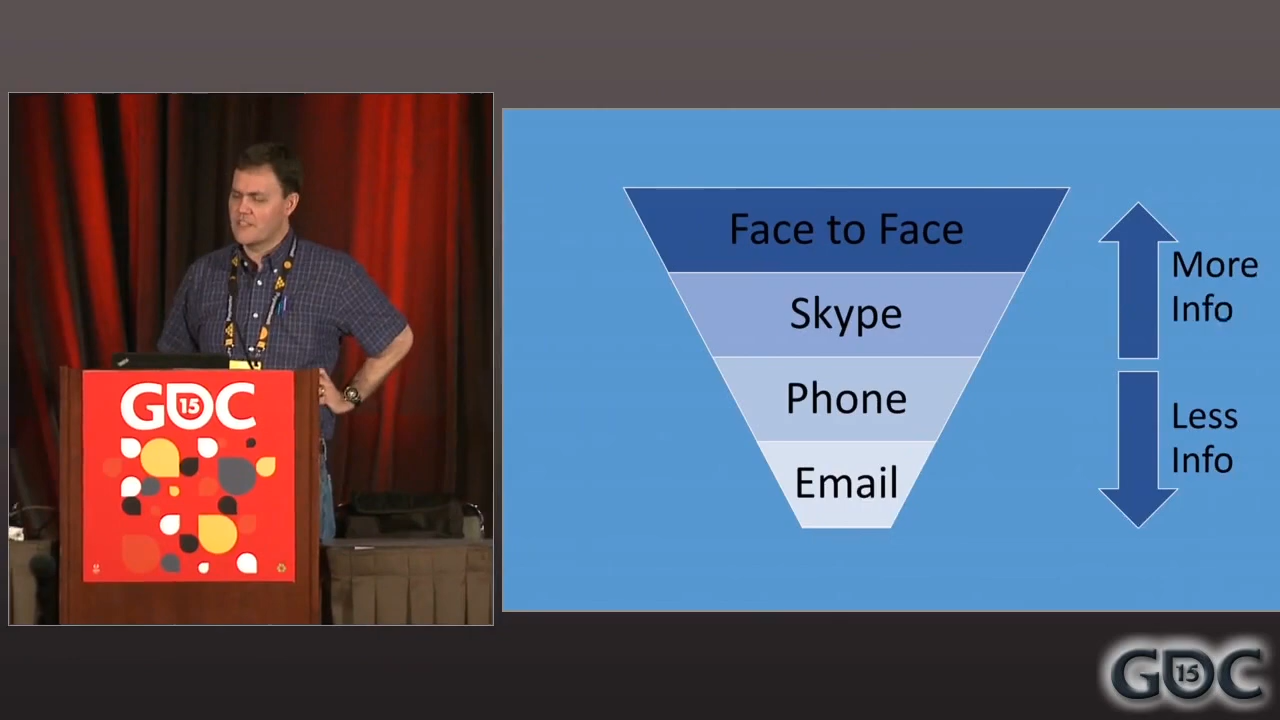 GDC
15
Face to Face
Skype
Phone
Email
More
Info
Less
Info
GDC
15